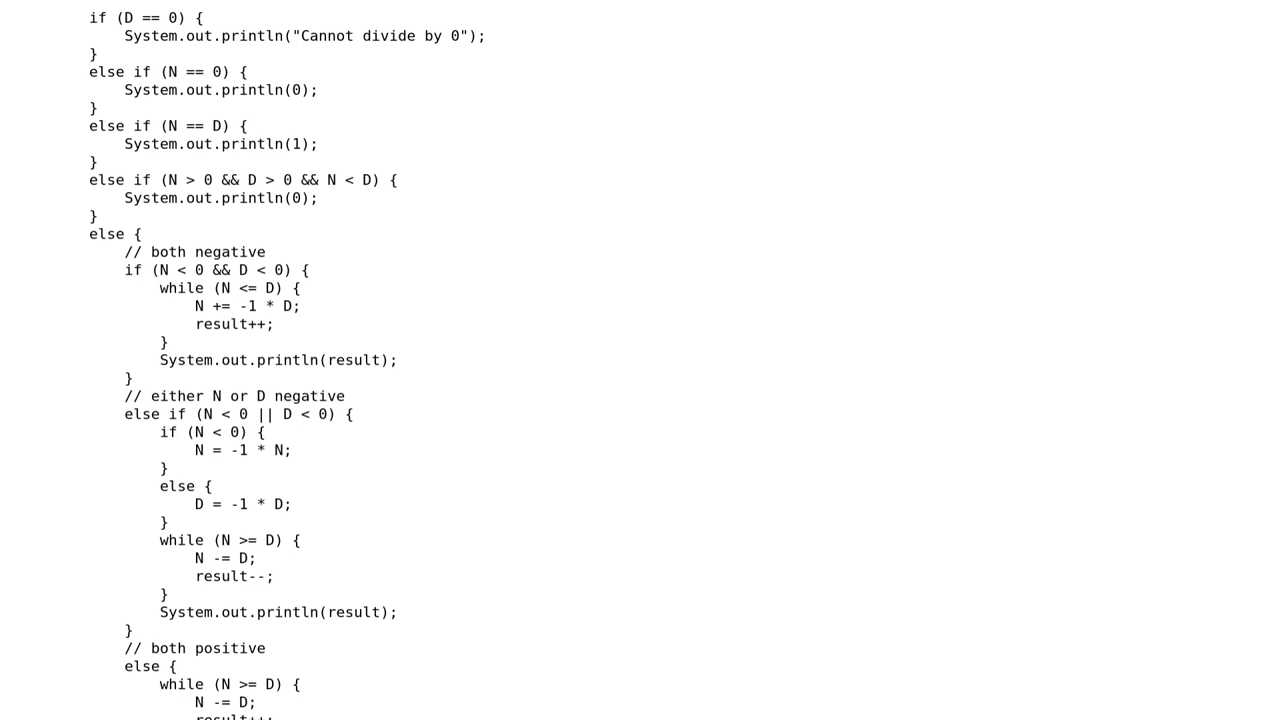 if (D == 0) {
    System.out.println("Cannot divide by 0");
}
else if (N == 0) {
    System.out.println(0);
}
else if (N == D) {
    System.out.println(1);
}
else if (N > 0 && D > 0 && N < D) {
    System.out.println(0);
}
else {
    // both negative
    if (N < 0 && D < 0) {
        while (N <= D) {
            N += -1 * D;
            result++;
        }
        System.out.println(result);
    }
    // either N or D negative
    else if (N < 0 || D < 0) {
        if (N < 0) {
            N = -1 * N;
        }
        else {
            D = -1 * D;
        }
        while (N >= D) {
            N -= D;
            result--;
        }
        System.out.println(result);
    }
    // both positive
    else {
        while (N >= D) {
            N -= D;
            result++;